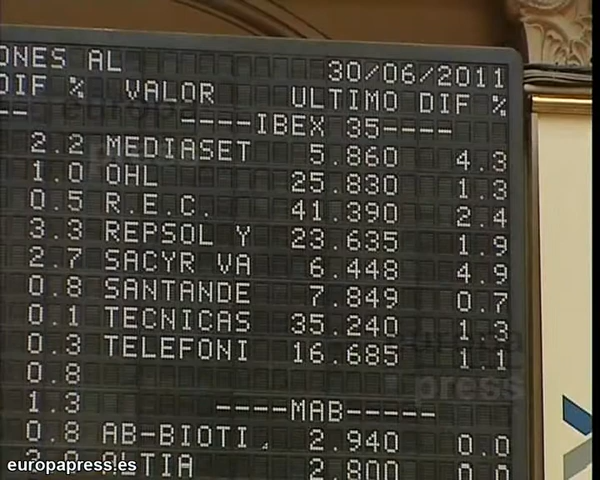 ONES AL 30/06/2011
DIF % VALOR ULTIMO DIF %
-- ----IBEX 35----
2.2 MEDIASET 5.860 4.3
1.0 OHL 25.830 1.3
0.5 R.E.C. 41.390 2.4
3.3 REPSOL Y 23.635 1.9
2.7 SACYR VA 6.448 4.9
0.8 SANTANDE 7.849 0.7
0.1 TECNICAS 35.240 1.3
0.3 TELEFONI 16.685 1.1
0.8
1.3 ----MAB-----
0.8 AB-BIOTI. 2.940 0.0
ALTIA 2.800 0.0
europa press
europapress.es